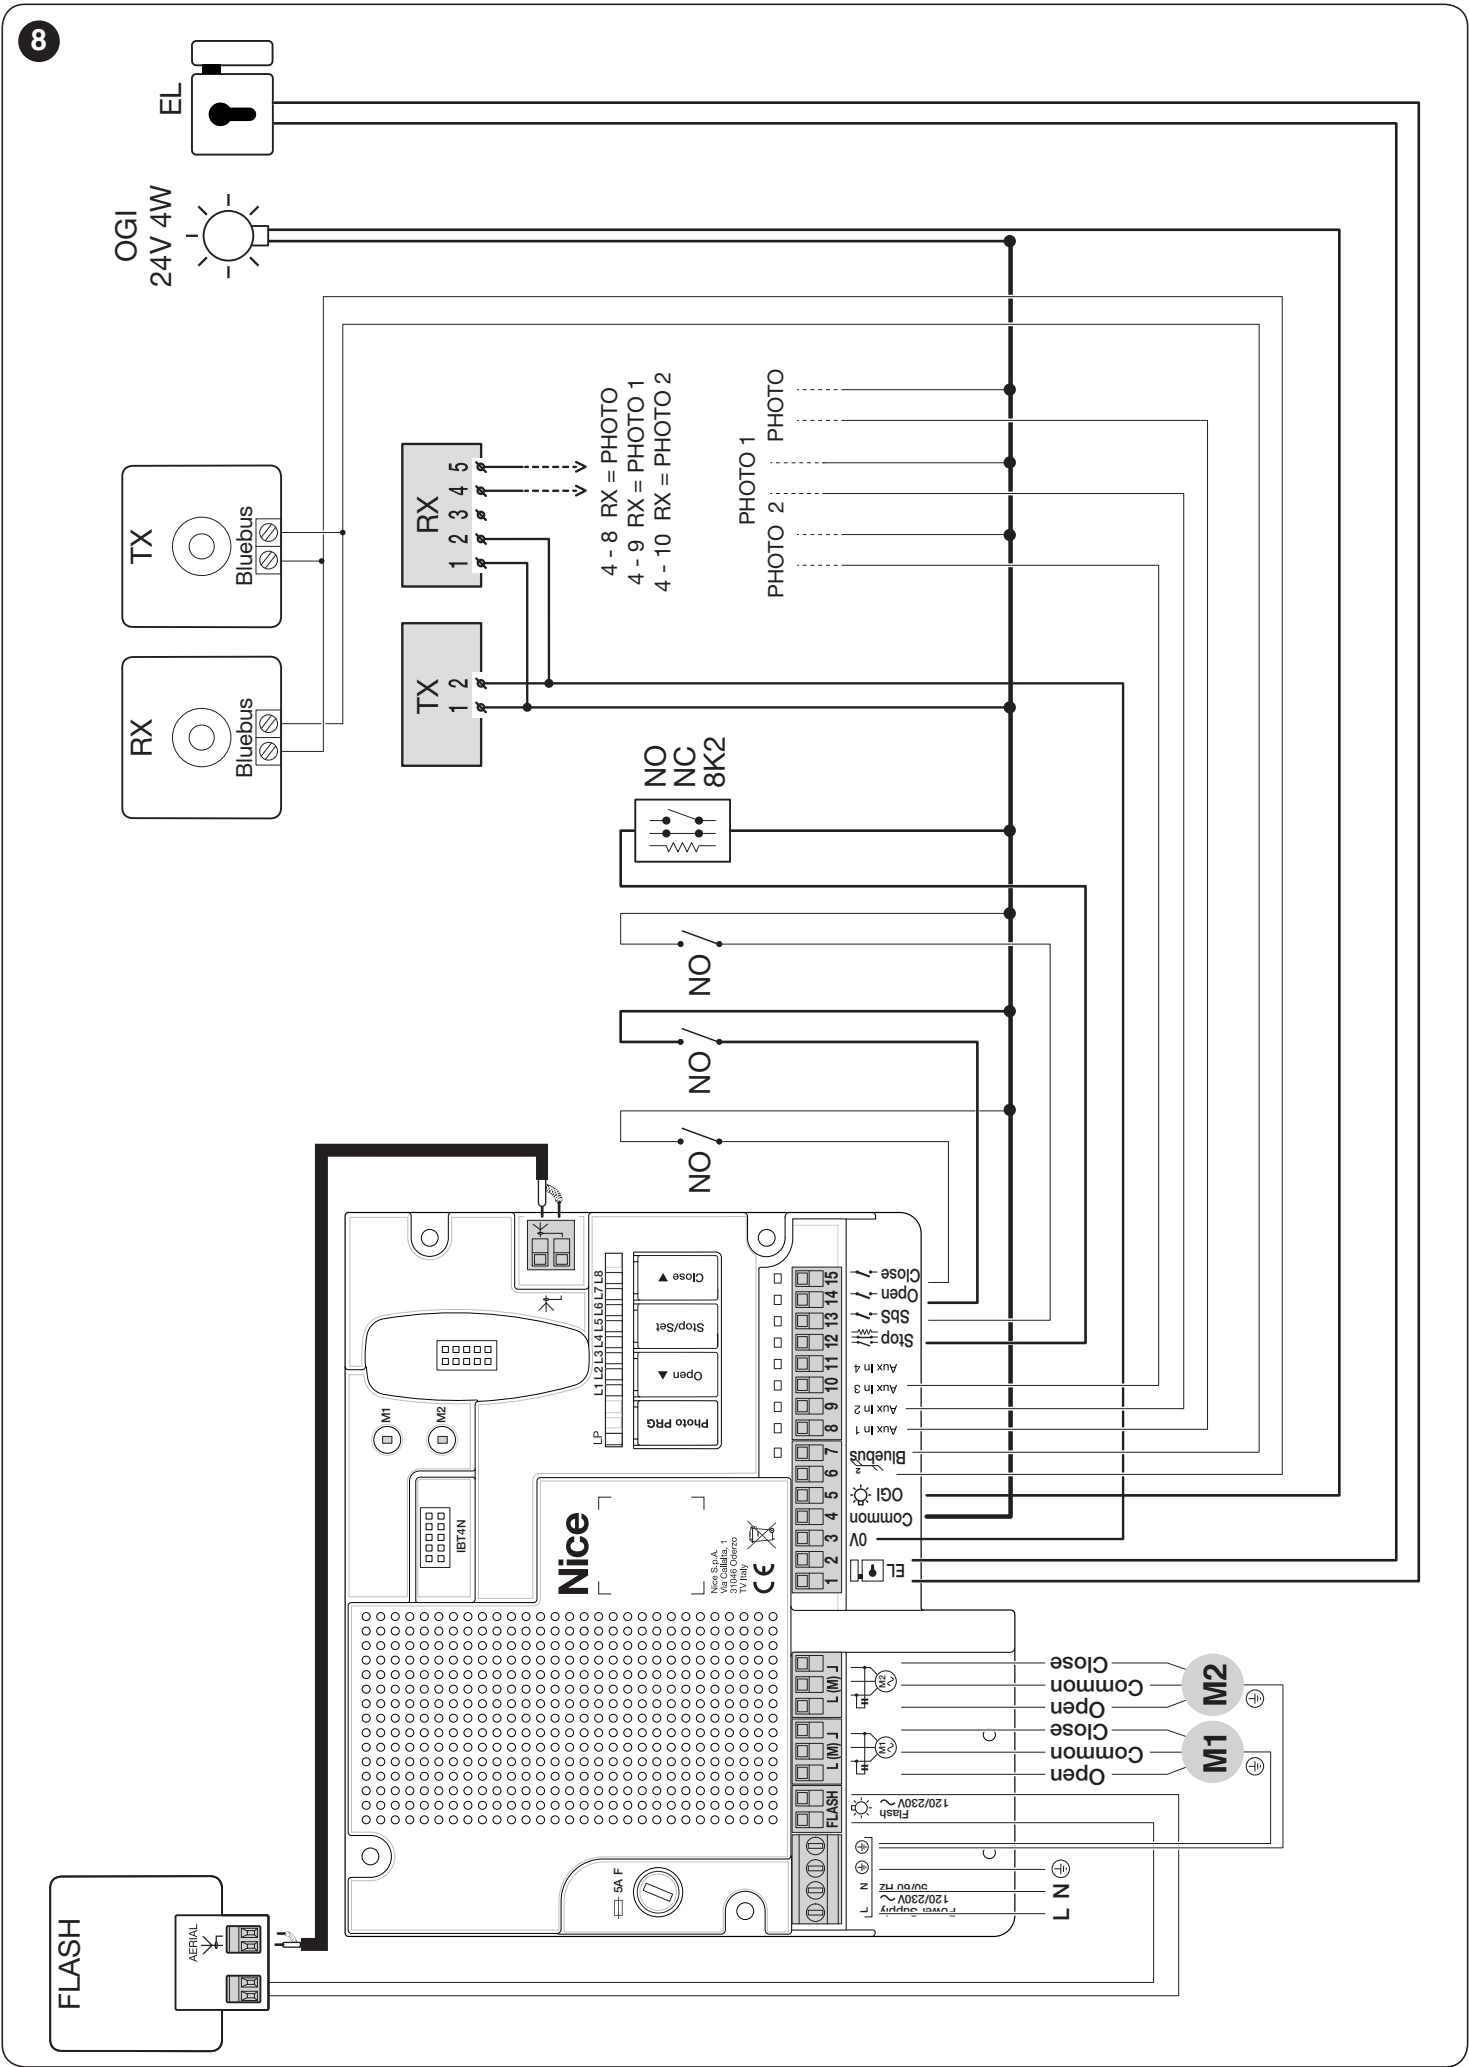 8
EL
OGI
24V 4W
TX
Bluebus
RX
Bluebus
RX
1 2 3 4 5
TX
1 2
4 - 8 RX = PHOTO
4 - 9 RX = PHOTO 1
4 - 10 RX = PHOTO 2
PHOTO
PHOTO 1
PHOTO 2
NO
NC
8K2
NO
NO
NO
M1
M2
IBT4N
LP
L1 L2 L3 L4 L5 L6 L7 L8
Photo PRG
Open ▲
Stop/Set
Close ▼
Nice
Nice S.p.A.
Via Callalta, 1
31046 Oderzo
TV Italy
CE
5A F
FLASH
L (M)
L (M)
1 2 3 4 5 6 7 8 9 10 11 12 13 14 15
EL
0V
Common
OGI
Bluebus
2
Aux In 1
Aux In 2
Aux In 3
Aux In 4
Stop
SbS
Open
Close
M2
M1
Flash
120/230V ~
L N
Power Supply
120/230V ~
50/60 Hz
L N
Open
Common
Close
M1
Open
Common
Close
M2
FLASH
AERIAL